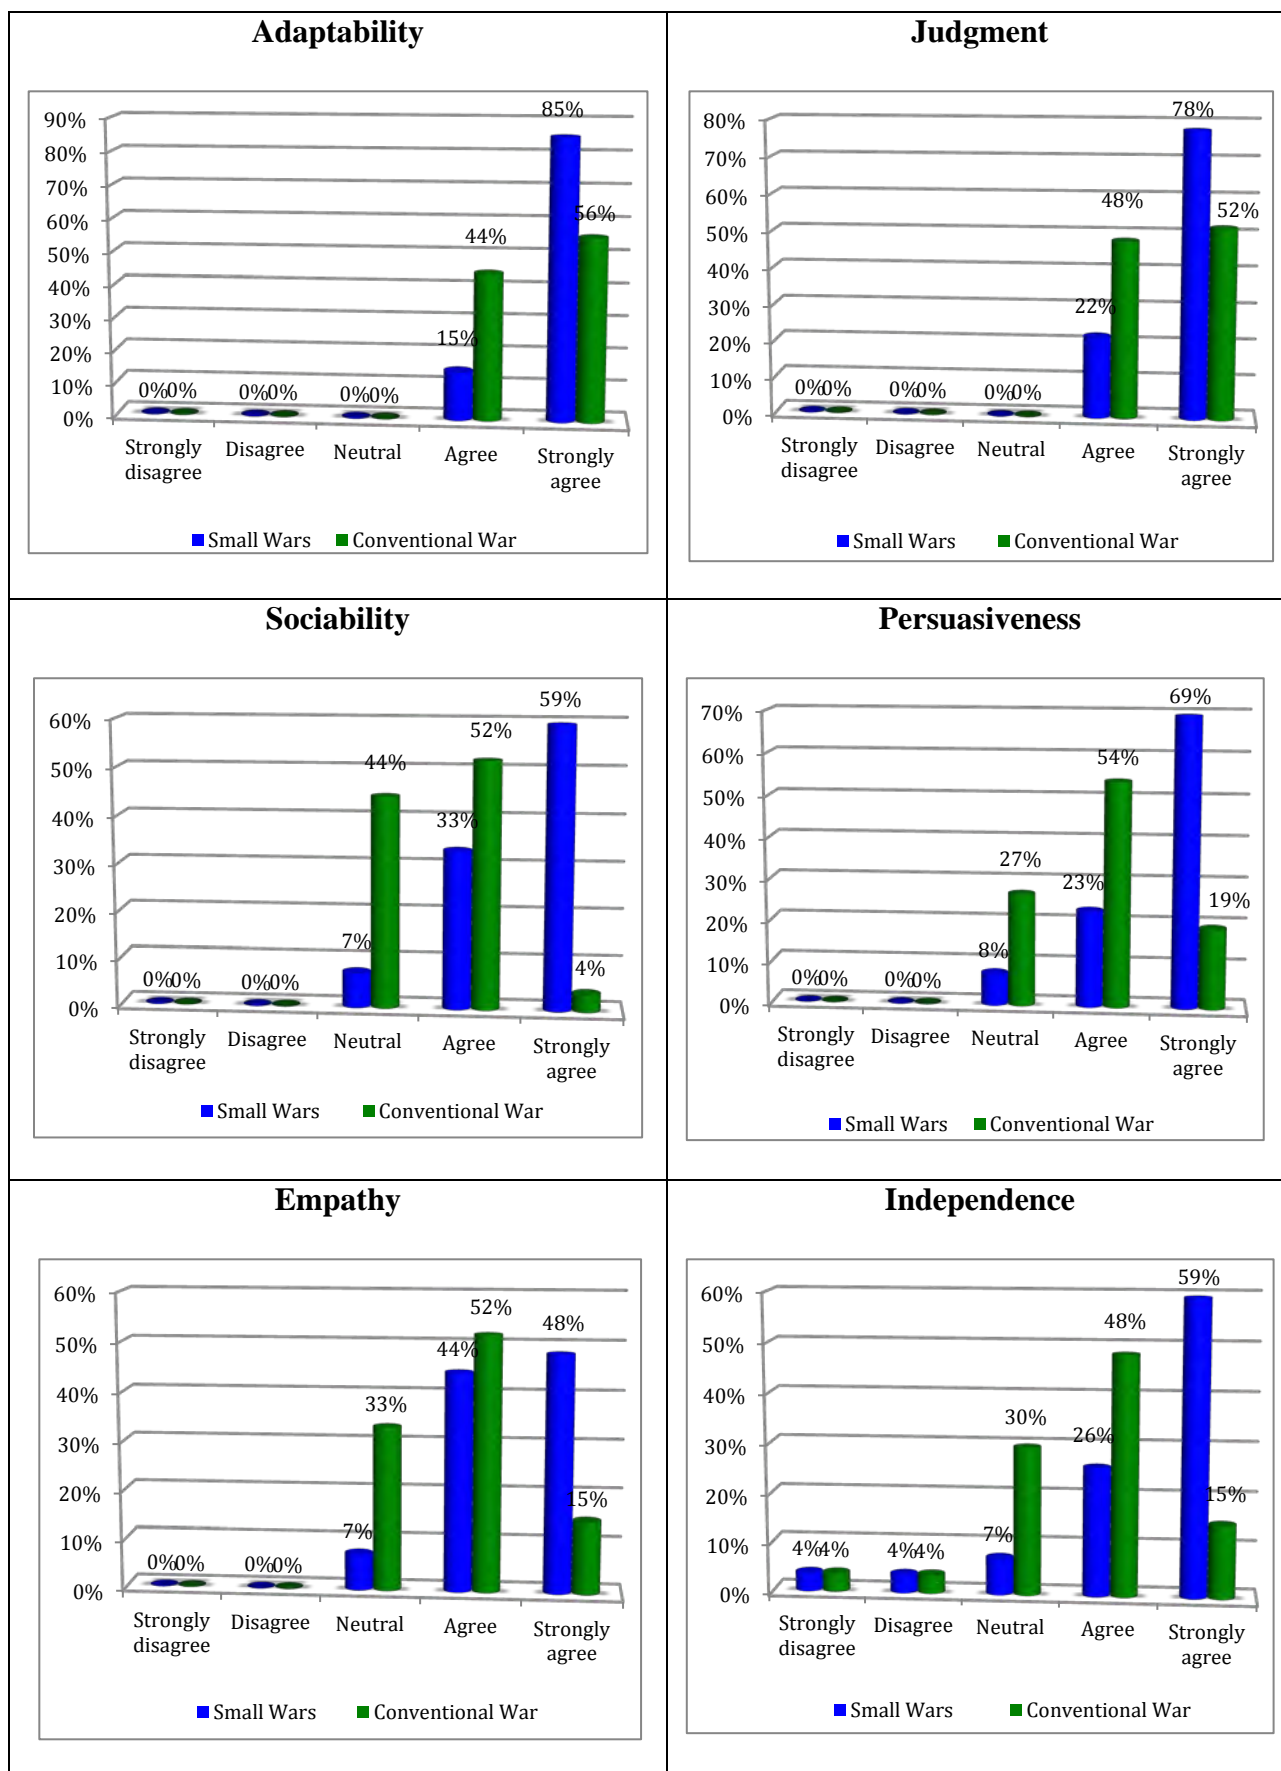 Adaptability
90%
80%
70%
60%
50%
40%
30%
20%
10%
0%
0% 0% 0% 0% 0% 0% 15% 44% 85% 56%
Strongly disagree Disagree Neutral Agree Strongly agree
Small Wars Conventional War
Judgment
80%
70%
60%
50%
40%
30%
20%
10%
0%
0% 0% 0% 0% 0% 0% 22% 48% 78% 52%
Strongly disagree Disagree Neutral Agree Strongly agree
Small Wars Conventional War
Sociability
60%
50%
40%
30%
20%
10%
0%
0% 0% 0% 0% 7% 44% 33% 52% 59% 4%
Strongly disagree Disagree Neutral Agree Strongly agree
Small Wars Conventional War
Persuasiveness
70%
60%
50%
40%
30%
20%
10%
0%
0% 0% 0% 0% 8% 27% 23% 54% 69% 19%
Strongly disagree Disagree Neutral Agree Strongly agree
Small Wars Conventional War
Empathy
60%
50%
40%
30%
20%
10%
0%
0% 0% 0% 0% 7% 33% 44% 52% 48% 15%
Strongly disagree Disagree Neutral Agree Strongly agree
Small Wars Conventional War
Independence
60%
50%
40%
30%
20%
10%
0%
4% 4% 4% 4% 7% 30% 26% 48% 59% 15%
Strongly disagree Disagree Neutral Agree Strongly agree
Small Wars Conventional War